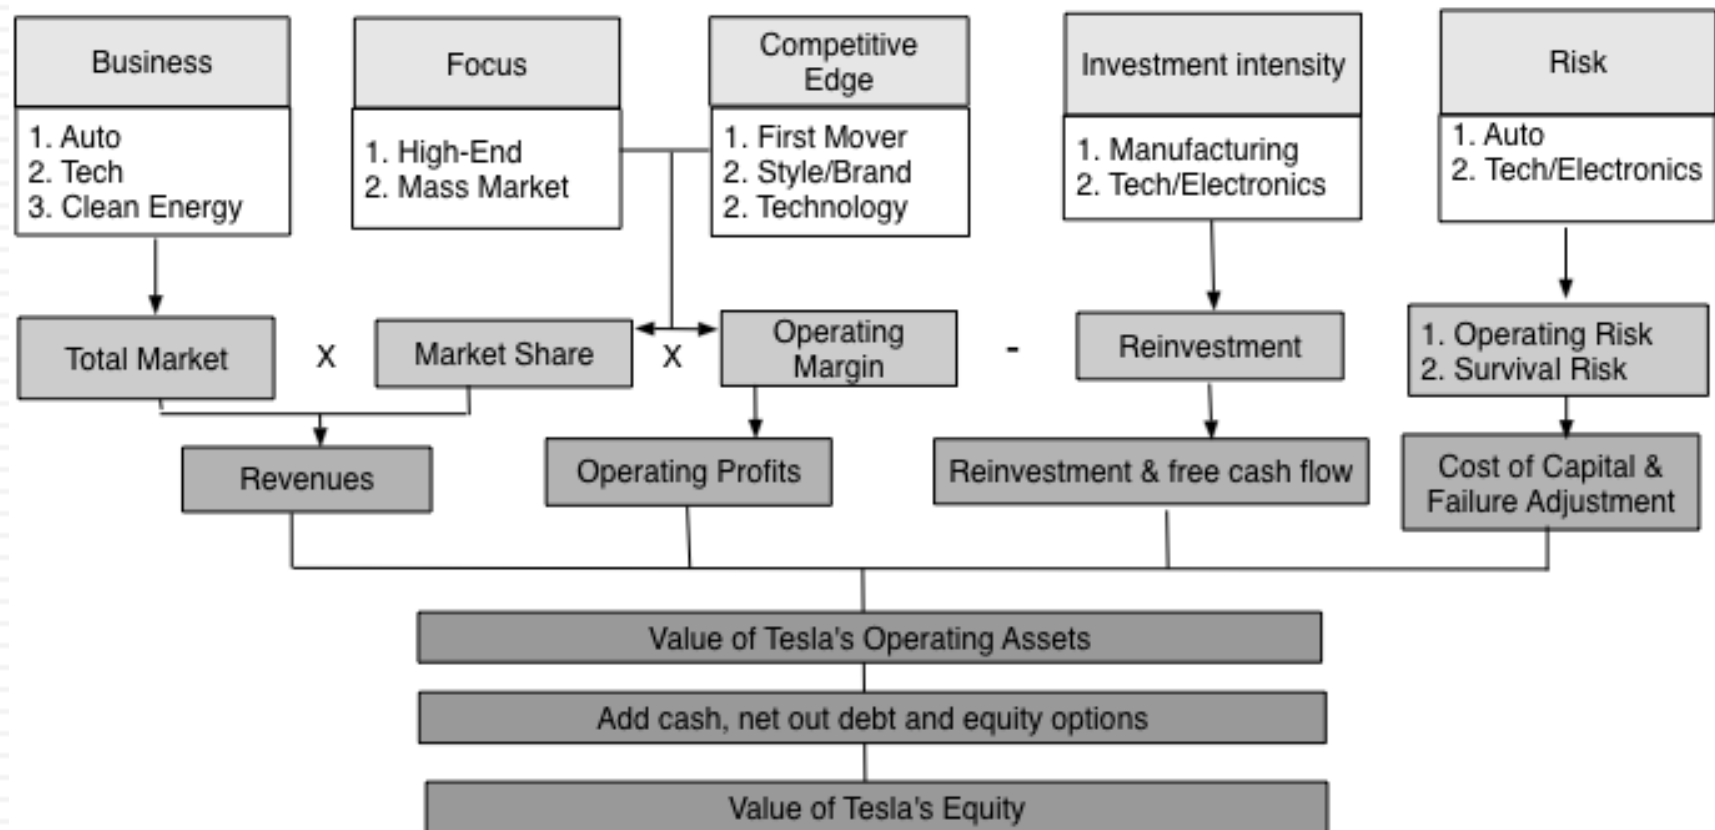 Business
1. Auto
2. Tech
3. Clean Energy
Focus
1. High-End
2. Mass Market
Competitive
Edge
1. First Mover
2. Style/Brand
2. Technology
Investment intensity
1. Manufacturing
2. Tech/Electronics
Risk
1. Auto
2. Tech/Electronics
Total Market
X
Market Share
X
Operating
Margin
-
Reinvestment
1. Operating Risk
2. Survival Risk
Revenues
Operating Profits
Reinvestment & free cash flow
Cost of Capital &
Failure Adjustment
Value of Tesla's Operating Assets
Add cash, net out debt and equity options
Value of Tesla's Equity